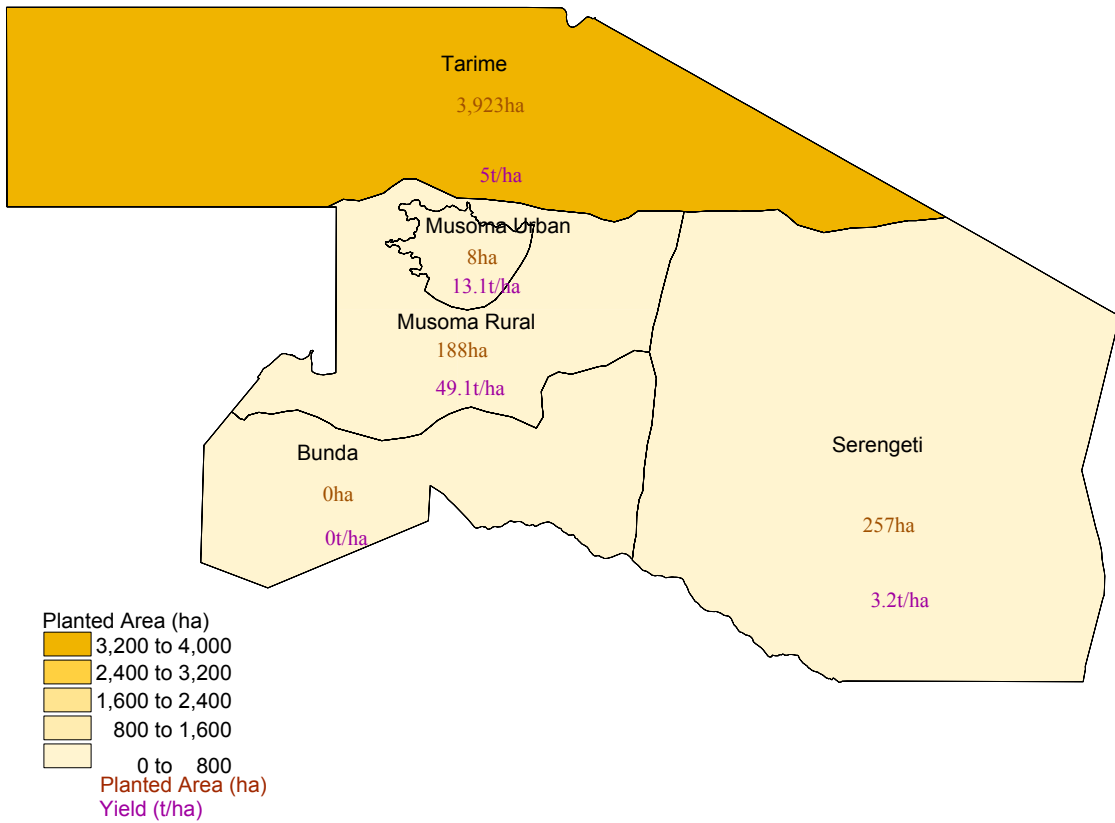 Tarime
3,923ha
5t/ha
Musoma Urban
8ha
13.1t/ha
Musoma Rural
188ha
49.1t/ha
Bunda
0ha
0t/ha
Serengeti
257ha
3.2t/ha
Planted Area (ha)
3,200 to 4,000
2,400 to 3,200
1,600 to 2,400
800 to 1,600
0 to 800
Planted Area (ha)
Yield (t/ha)